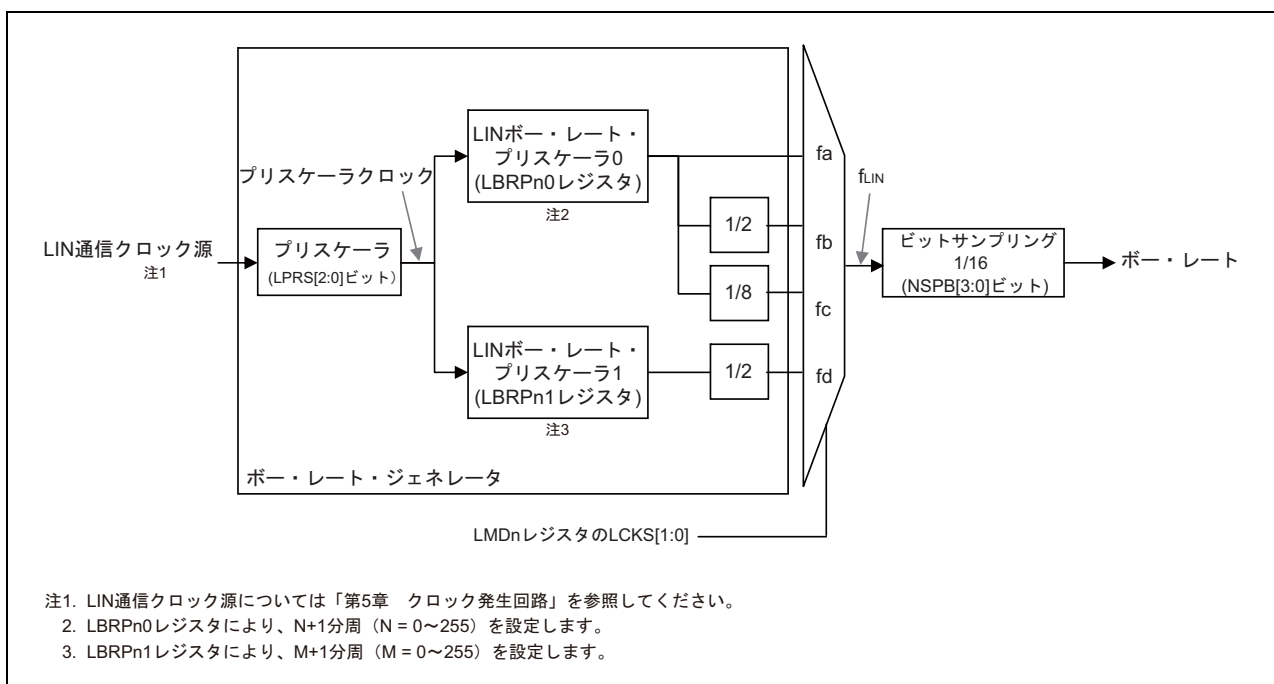 LINボー・レート・
プリスケーラ0
(LBRPn0レジスタ)
注2
プリスケーラクロック
LIN通信クロック源
注1
プリスケーラ
(LPRS[2:0]ビット)
1/2
1/8
LINボー・レート・
プリスケーラ1
(LBRPn1レジスタ)
注3
1/2
fa
fb
fc
fd
fLIN
ビットサンプリング
1/16
(NSPB[3:0]ビット)
ボー・レート
ボー・レート・ジェネレータ
LMDnレジスタのLCKS[1:0]
注1. LIN通信クロック源については「第5章 クロック発生回路」を参照してください。
2. LBRPn0レジスタにより、N+1分周（N = 0～255）を設定します。
3. LBRPn1レジスタにより、M+1分周（M = 0～255）を設定します。